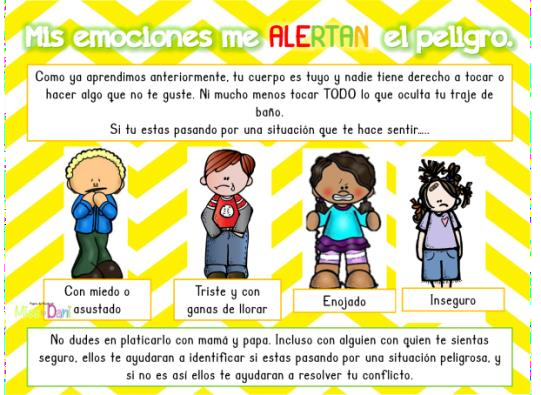 Mis emociones me ALERTAN el peligro.
Como ya aprendimos anteriormente, tu cuerpo es tuyo y nadie tiene derecho a tocar o
hacer algo que no te guste. Ni mucho menos tocar TODO lo que oculta tu traje de
baño.
Si tu estas pasando por una situación que te hace sentir.....
Con miedo o
asustado
Triste y con
ganas de llorar
Enojado
Inseguro
No dudes en platicarlo con mamá y papa. Incluso con alguien con quien te sientas
seguro, ellos te ayudaran a identificar si estas pasando por una situación peligrosa, y
si no es así ellos te ayudaran a resolver tu conflicto.